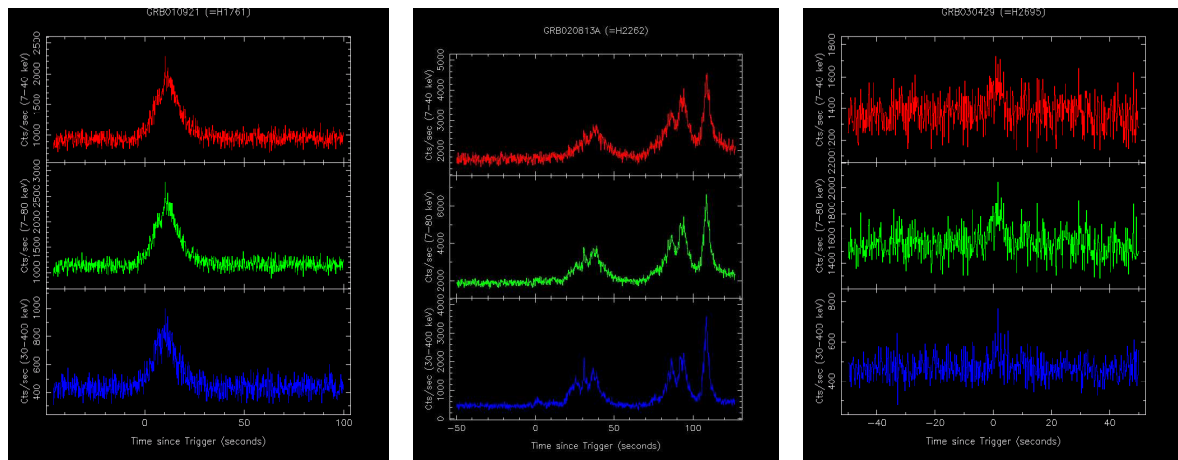 GRB010921 (=H1761)
Cts/sec (7-40 keV)
1000 1500 2000 2500
Cts/sec (7-80 keV)
1000 1500 2000 2500 3000
Cts/sec (30-400 keV)
400 600 800 1000
0 50 100
Time since Trigger (seconds)
GRB020813A (=H2262)
Cts/sec (7-40 keV)
2000 3000 4000 5000
Cts/sec (7-80 keV)
2000 4000 6000
Cts/sec (30-400 keV)
0 1000 2000 3000 4000
-50 0 50 100
Time since Trigger (seconds)
GRB030429 (=H2695)
Cts/sec (7-40 keV)
1200 1400 1600 1800
Cts/sec (7-80 keV)
1400 1600 1800 2000 2200
Cts/sec (30-400 keV)
400 600 800
-40 -20 0 20 40
Time since Trigger (seconds)